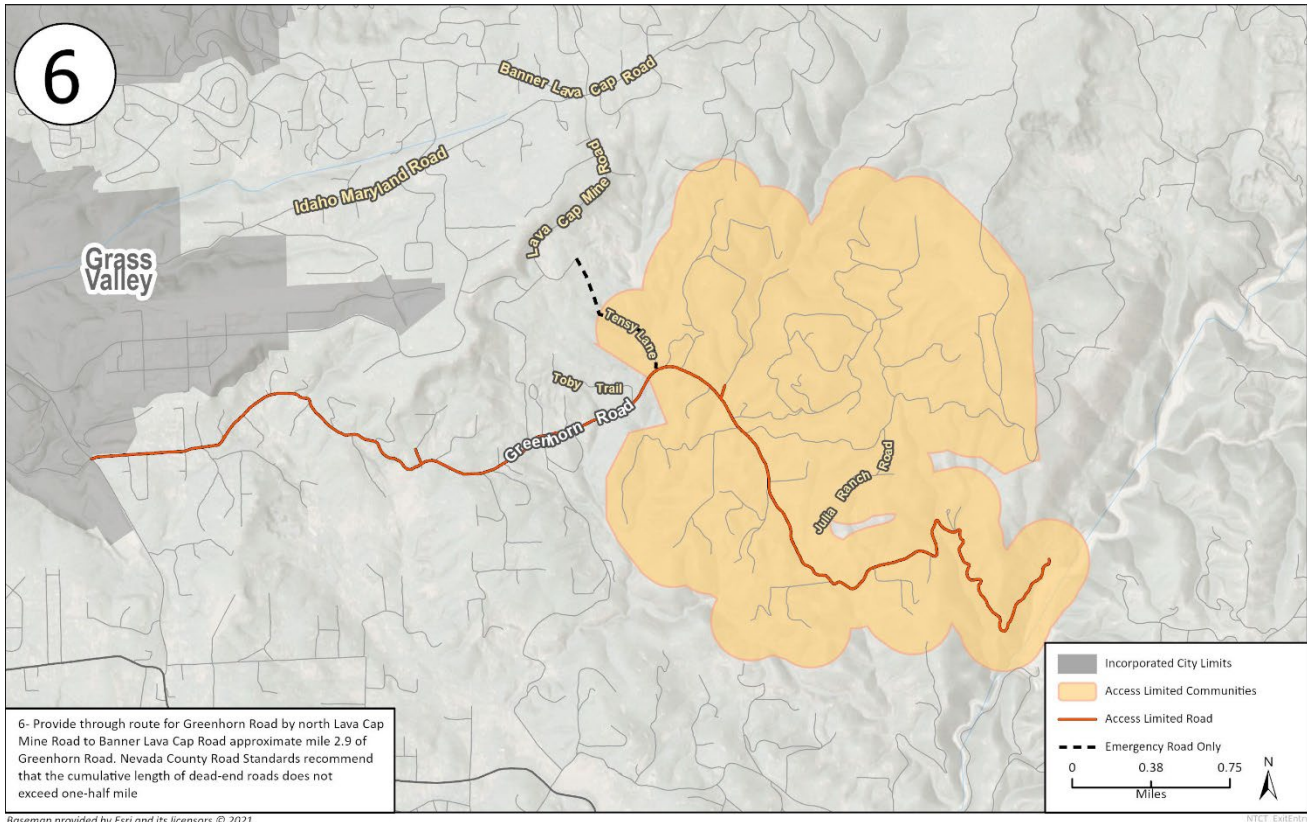 6
Banner Lava Cap Road
Idaho Maryland Road
Lava Cap Mine Road
Grass
Valley
Tensy Lane
Toby Trail
Greenhorn Road
Julia Ranch Road
Incorporated City Limits
Access Limited Communities
Access Limited Road
Emergency Road Only
0 0.38 0.75
Miles
N
6- Provide through route for Greenhorn Road by north Lava Cap
Mine Road to Banner Lava Cap Road approximate mile 2.9 of
Greenhorn Road. Nevada County Road Standards recommend
that the cumulative length of dead-end roads does not
exceed one-half mile
Basemap provided by Esri and its licensors © 2021